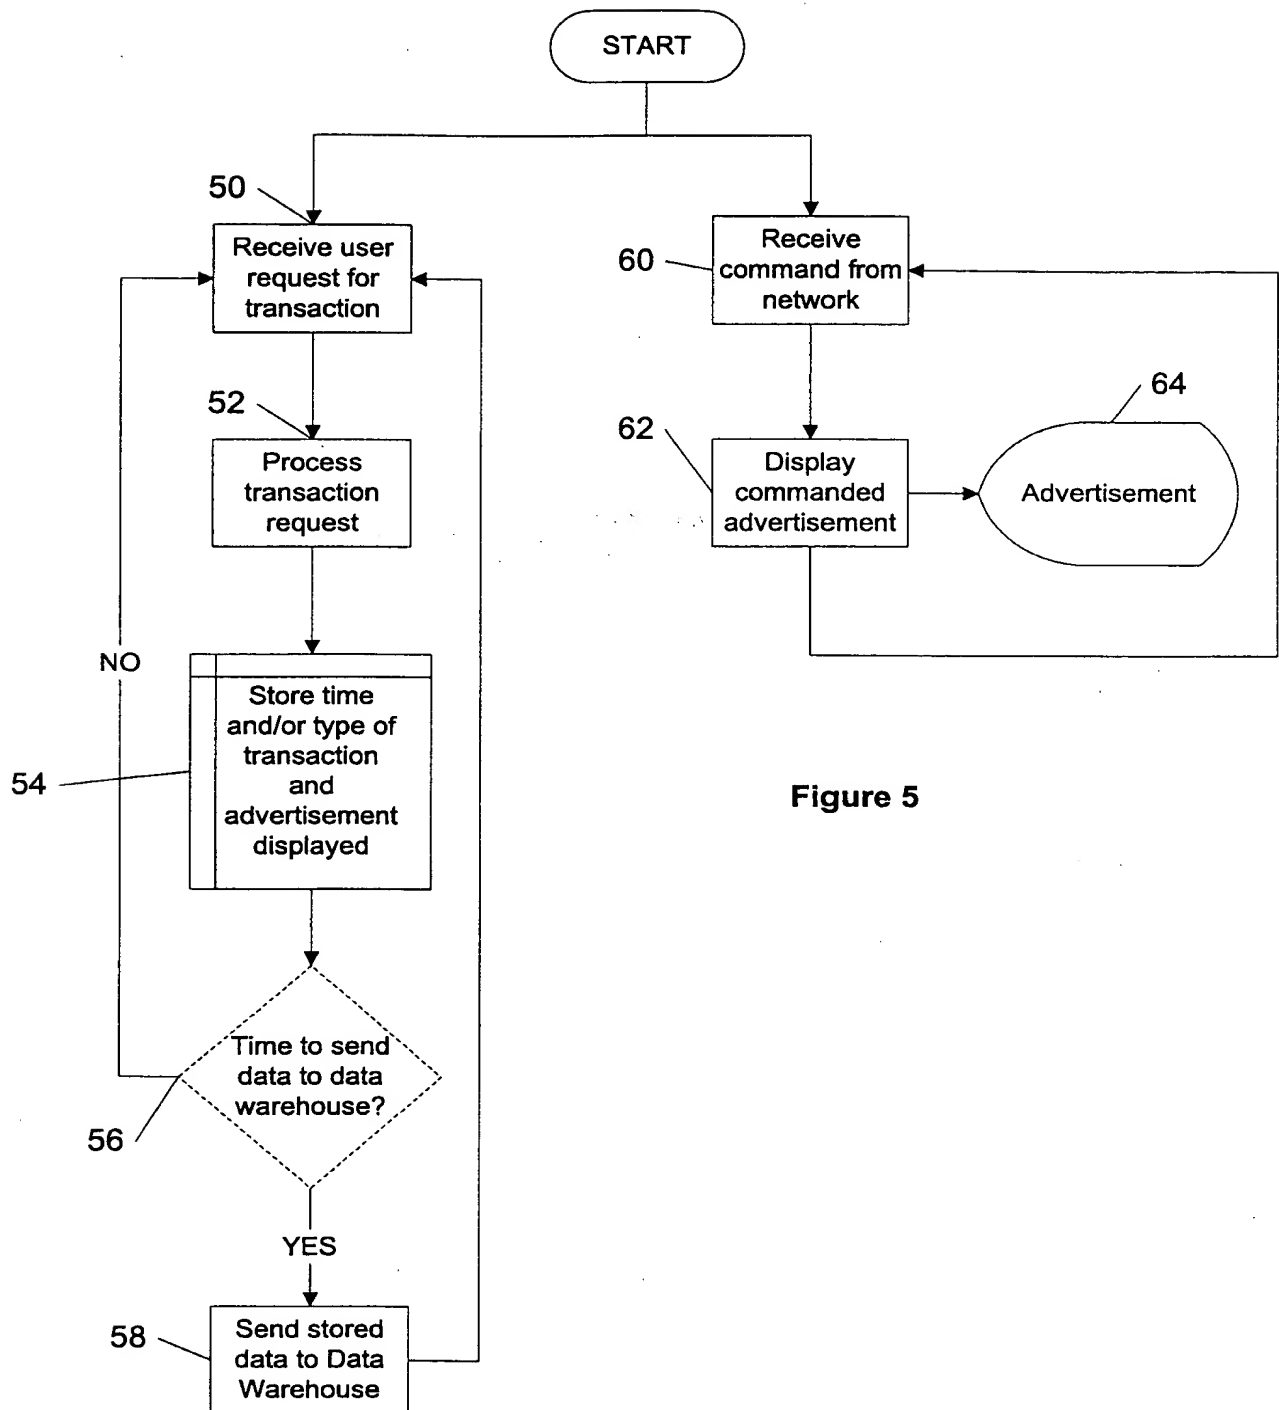 START
50
Receive user
request for
transaction
60
Receive
command from
network
52
Process
transaction
request
62
Display
commanded
advertisement
64
Advertisement
NO
54
Store time
and/or type of
transaction
and
advertisement
displayed
Figure 5
56
Time to send
data to data
warehouse?
YES
58
Send stored
data to Data
Warehouse